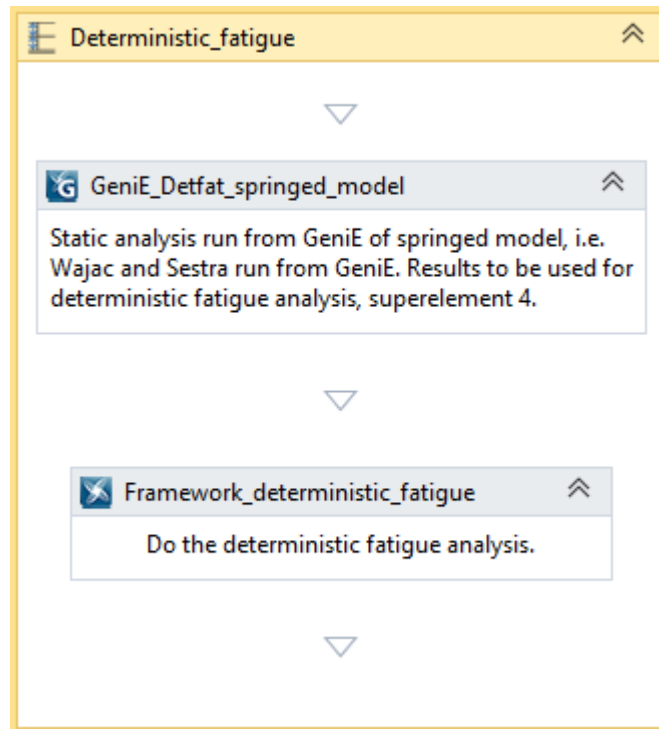 Deterministic_fatigue
GeniE_Detfat_springed_model
Static analysis run from GeniE of springed model, i.e.
Wajac and Sestra run from GeniE. Results to be used for
deterministic fatigue analysis, superelement 4.
Framework_deterministic_fatigue
Do the deterministic fatigue analysis.